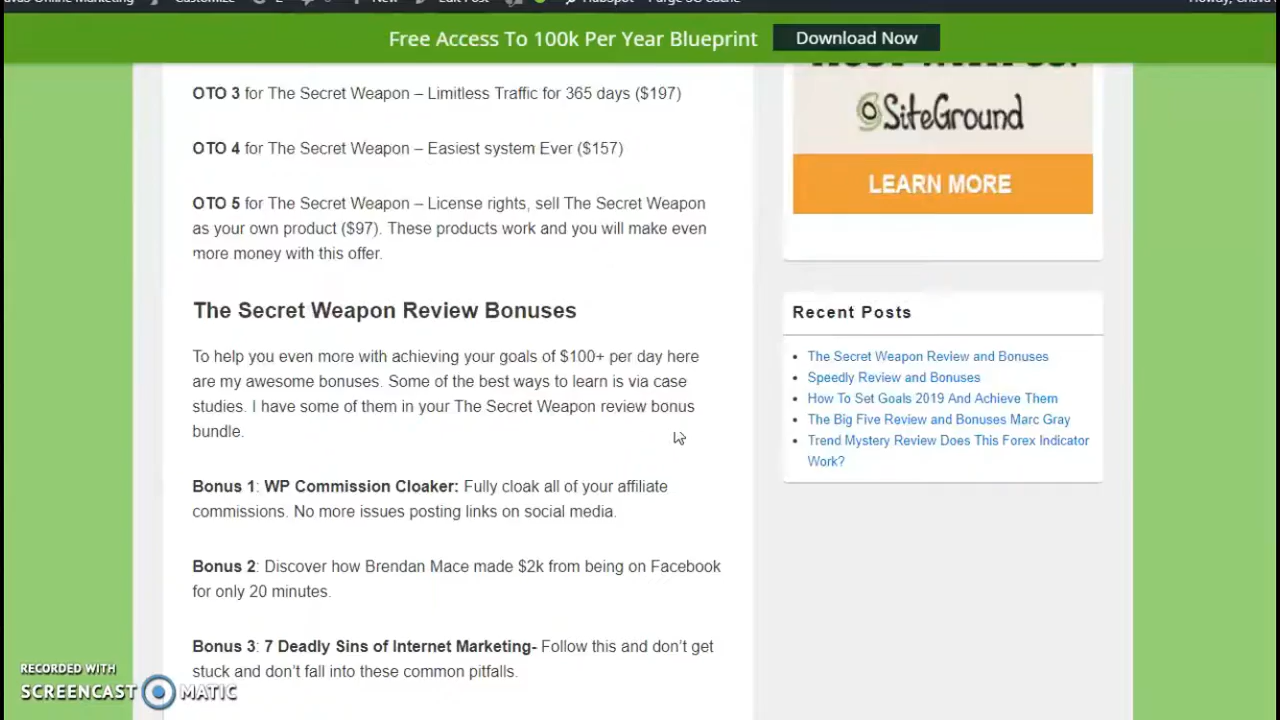 Customize
2
New
Edit Post
Free Access To 100k Per Year Blueprint
Download Now
OTO 3 for The Secret Weapon – Limitless Traffic for 365 days ($197)
OTO 4 for The Secret Weapon – Easiest system Ever ($157)
OTO 5 for The Secret Weapon – License rights, sell The Secret Weapon
as your own product ($97). These products work and you will make even
more money with this offer.
The Secret Weapon Review Bonuses
To help you even more with achieving your goals of $100+ per day here
are my awesome bonuses. Some of the best ways to learn is via case
studies. I have some of them in your The Secret Weapon review bonus
bundle.
Bonus 1: WP Commission Cloaker: Fully cloak all of your affiliate
commissions. No more issues posting links on social media.
Bonus 2: Discover how Brendan Mace made $2k from being on Facebook
for only 20 minutes.
Bonus 3: 7 Deadly Sins of Internet Marketing- Follow this and don’t get
stuck and don’t fall into these common pitfalls.
SiteGround
LEARN MORE
Recent Posts
The Secret Weapon Review and Bonuses
Speedly Review and Bonuses
How To Set Goals 2019 And Achieve Them
The Big Five Review and Bonuses Marc Gray
Trend Mystery Review Does This Forex Indicator
Work?
RECORDED WITH
SCREENCAST MATIC